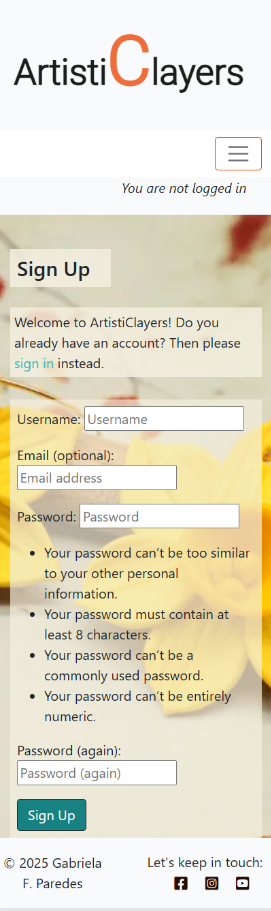 ArtistiClayers
You are not logged in
Sign Up
Welcome to ArtistiClayers! Do you
already have an account? Then please
sign in instead.
Username: Username
Email (optional):
Email address
Password: Password
Your password can’t be too similar
to your other personal
information.
Your password must contain at
least 8 characters.
Your password can’t be a
commonly used password.
Your password can’t be entirely
numeric.
Password (again):
Password (again)
Sign Up
© 2025 Gabriela
F. Paredes
Let's keep in touch: